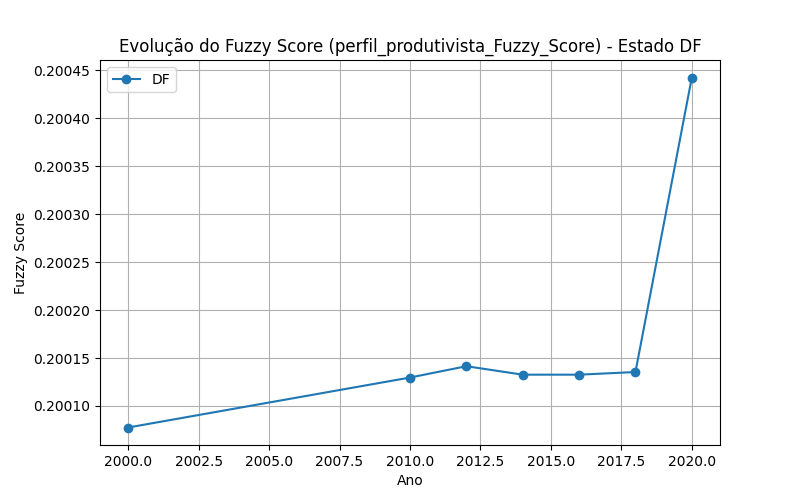 Evolução do Fuzzy Score (perfil_produtivista_Fuzzy_Score) - Estado DF
DF
Fuzzy Score
0.20045
0.20040
0.20035
0.20030
0.20025
0.20020
0.20015
0.20010
2000.0 2002.5 2005.0 2007.5 2010.0 2012.5 2015.0 2017.5 2020.0
Ano